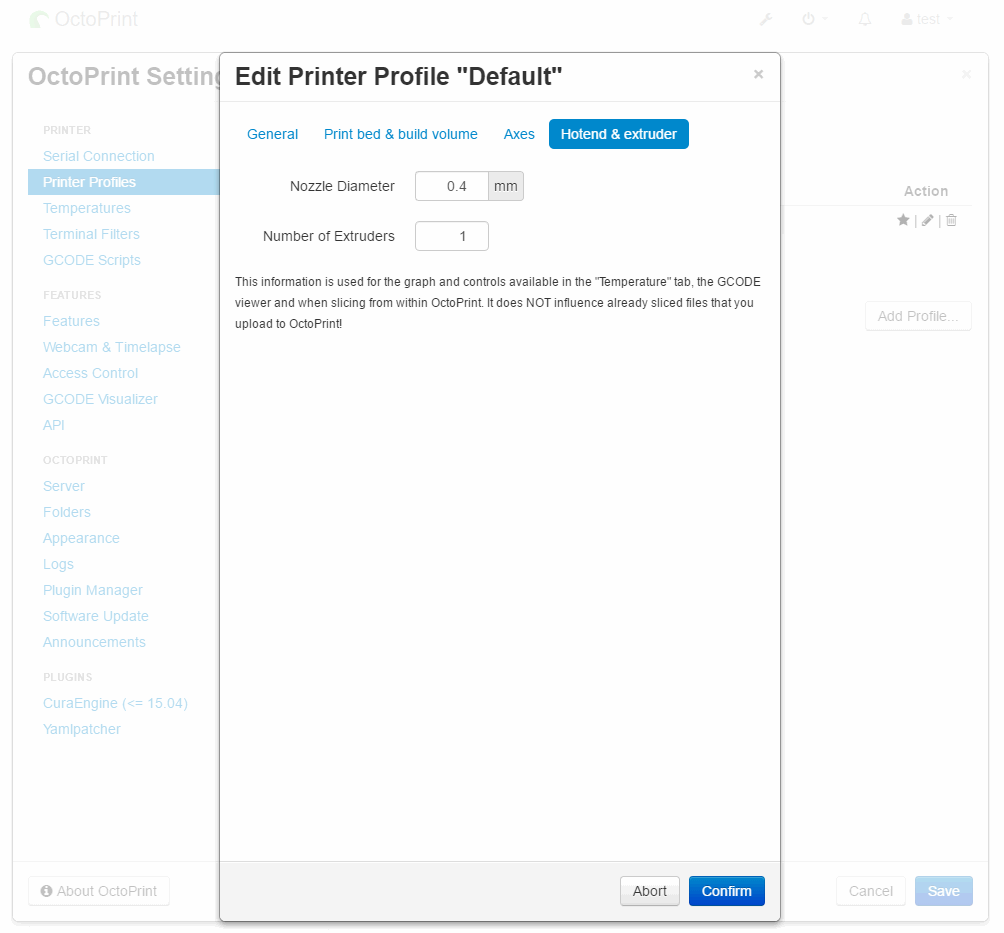 OctoPrint
test
OctoPrint Setting
PRINTER
Serial Connection
Printer Profiles
Temperatures
Terminal Filters
GCODE Scripts
FEATURES
Features
Webcam & Timelapse
Access Control
GCODE Visualizer
API
OCTOPRINT
Server
Folders
Appearance
Logs
Plugin Manager
Software Update
Announcements
PLUGINS
CuraEngine (<= 15.04)
Yamlpatcher
About OctoPrint
Edit Printer Profile "Default"
×
General Print bed & build volume Axes Hotend & extruder
Nozzle Diameter 0.4 mm
Number of Extruders 1
This information is used for the graph and controls available in the "Temperature" tab, the GCODE
viewer and when slicing from within OctoPrint. It does NOT influence already sliced files that you
upload to OctoPrint!
Abort Confirm
×
Action
| |
Add Profile...
Cancel Save